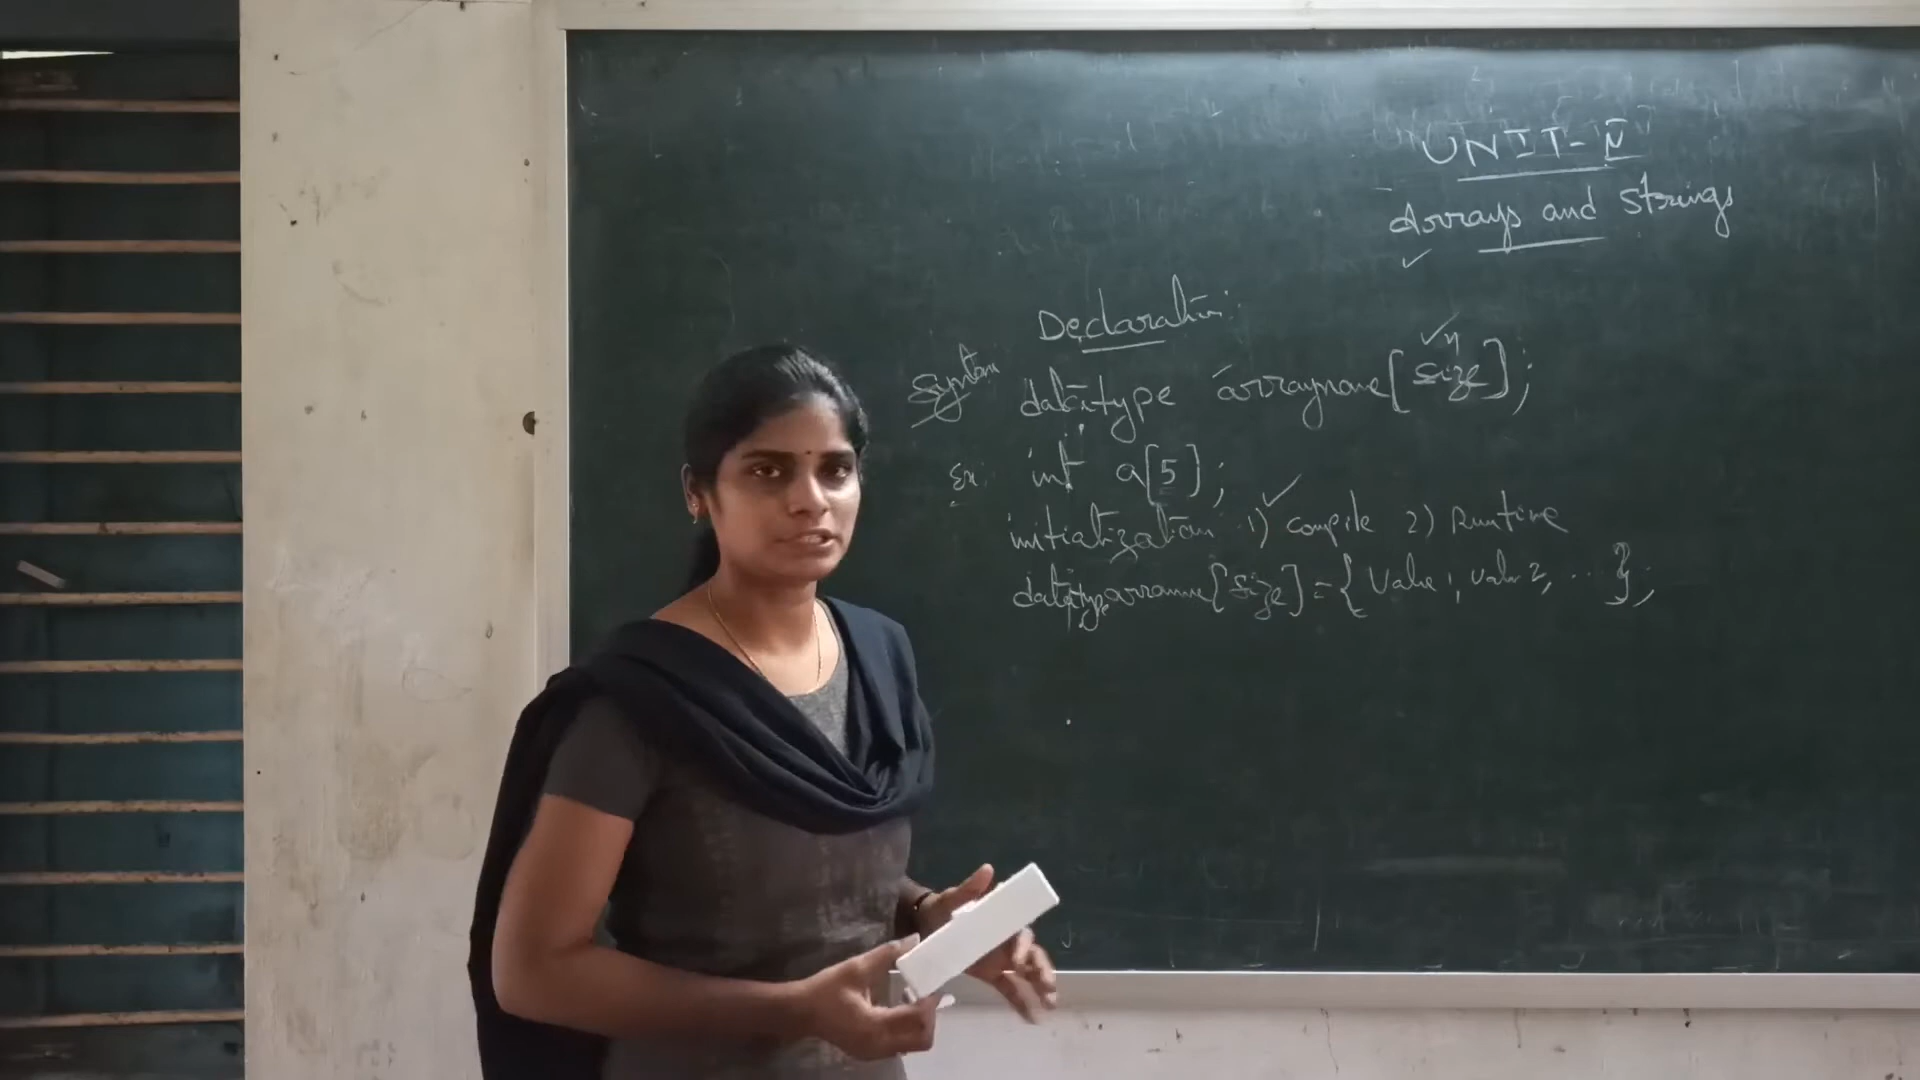 UNIT-IV
Arrays and Strings
Declaration:
Syntax datatype arrayname[size];
n
Ex: int a[5];
initialization 1) compile 2) Runtime
datatype arrname[size]={Value1, value2, ... };